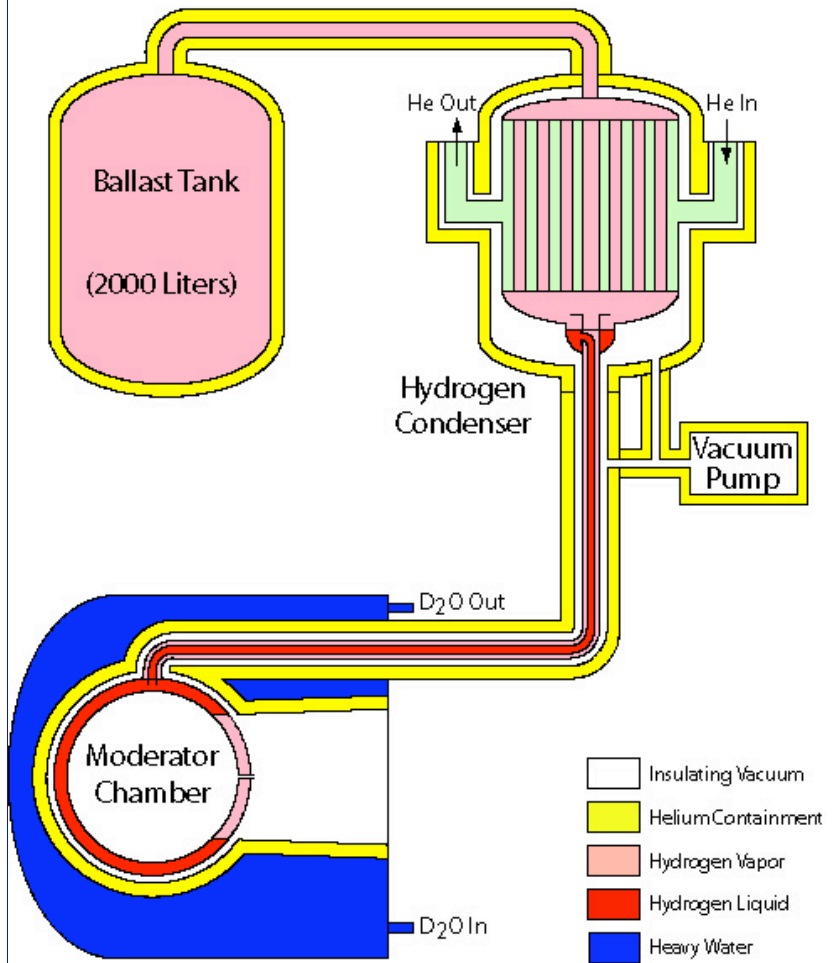 He Out
He In
Ballast Tank
(2000 Liters)
Hydrogen
Condenser
Vacuum
Pump
D₂O Out
Moderator
Chamber
Insulating Vacuum
Helium Containment
Hydrogen Vapor
Hydrogen Liquid
D₂O In
Heavy Water